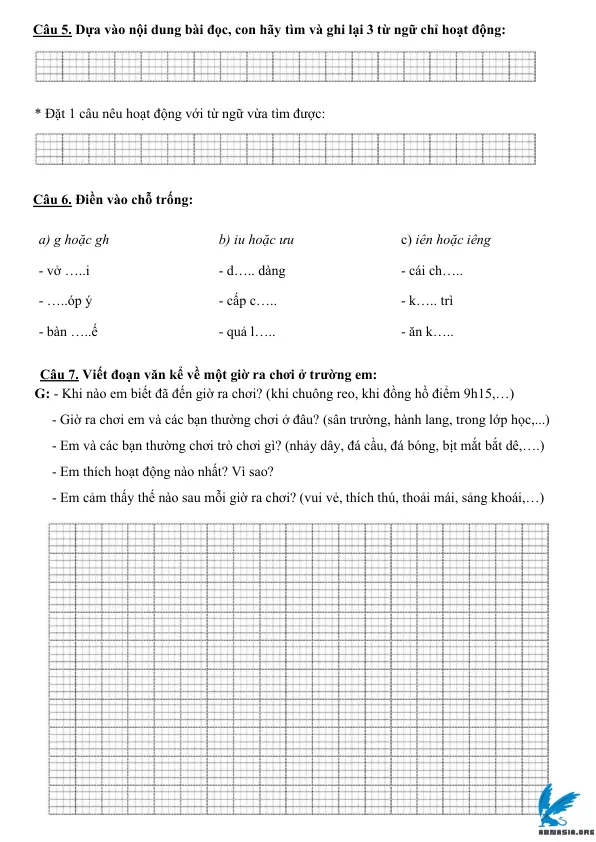 Câu 5. Dựa vào nội dung bài đọc, con hãy tìm và ghi lại 3 từ ngữ chỉ hoạt động:
* Đặt 1 câu nêu hoạt động với từ ngữ vừa tìm được:
Câu 6. Điền vào chỗ trống:
a) g hoặc gh b) iu hoặc ưu c) iên hoặc iêng
- vở …..i - d….. dàng - cái ch…..
- …..óp ý - cấp c….. - k….. trì
- bàn …..ế - quả l….. - ăn k…..
Câu 7. Viết đoạn văn kể về một giờ ra chơi ở trường em:
G: - Khi nào em biết đã đến giờ ra chơi? (khi chuông reo, khi đồng hồ điểm 9h15,…)
- Giờ ra chơi em và các bạn thường chơi ở đâu? (sân trường, hành lang, trong lớp học,...)
- Em và các bạn thường chơi trò chơi gì? (nhảy dây, đá cầu, đá bóng, bịt mắt bắt dê,….)
- Em thích hoạt động nào nhất? Vì sao?
- Em cảm thấy thế nào sau mỗi giờ ra chơi? (vui vẻ, thích thú, thoải mái, sảng khoái,…)
ABNASIA.ORG